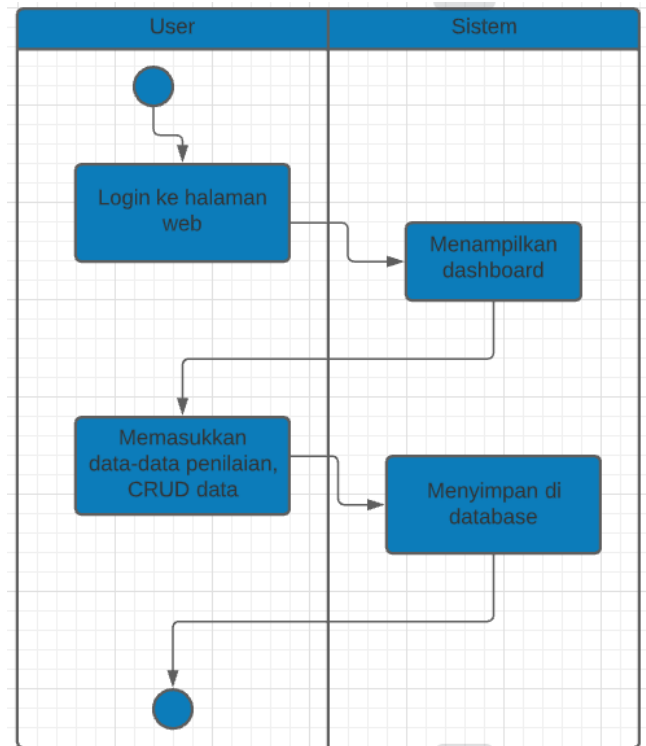 User
Sistem
Login ke halaman
web
Menampilkan
dashboard
Memasukkan
data-data penilaian,
CRUD data
Menyimpan di
database